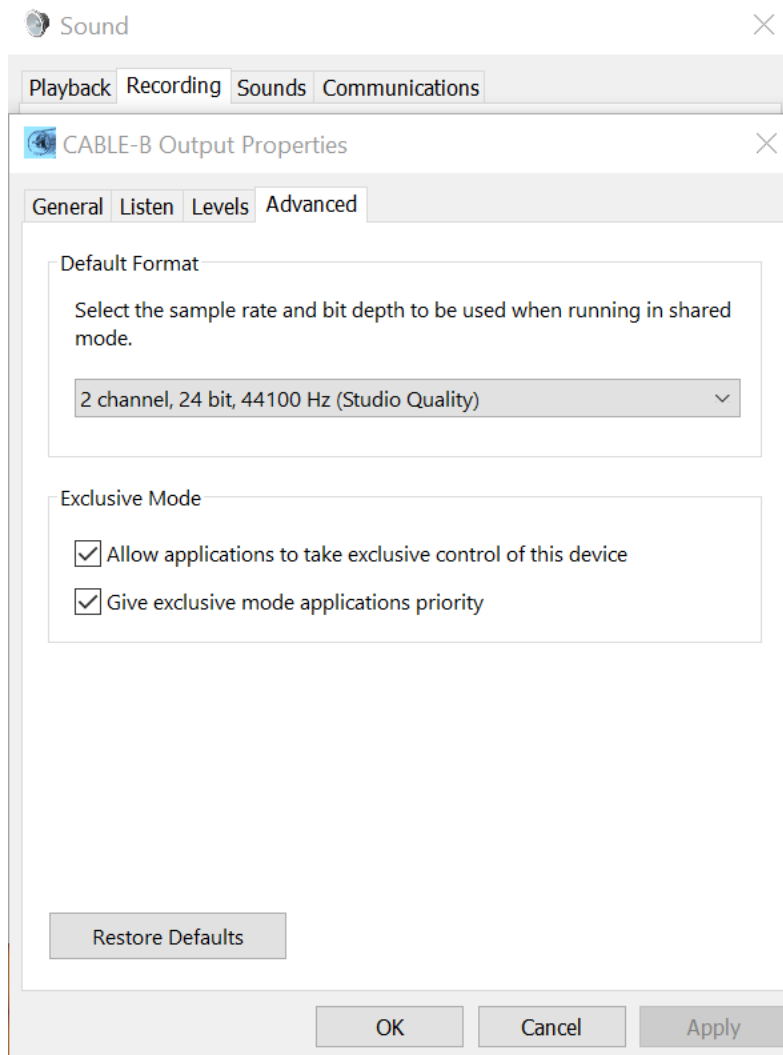 Sound
Playback Recording Sounds Communications
CABLE-B Output Properties
General Listen Levels Advanced
Default Format
Select the sample rate and bit depth to be used when running in shared
mode.
2 channel, 24 bit, 44100 Hz (Studio Quality)
Exclusive Mode
Allow applications to take exclusive control of this device
Give exclusive mode applications priority
Restore Defaults
OK Cancel Apply